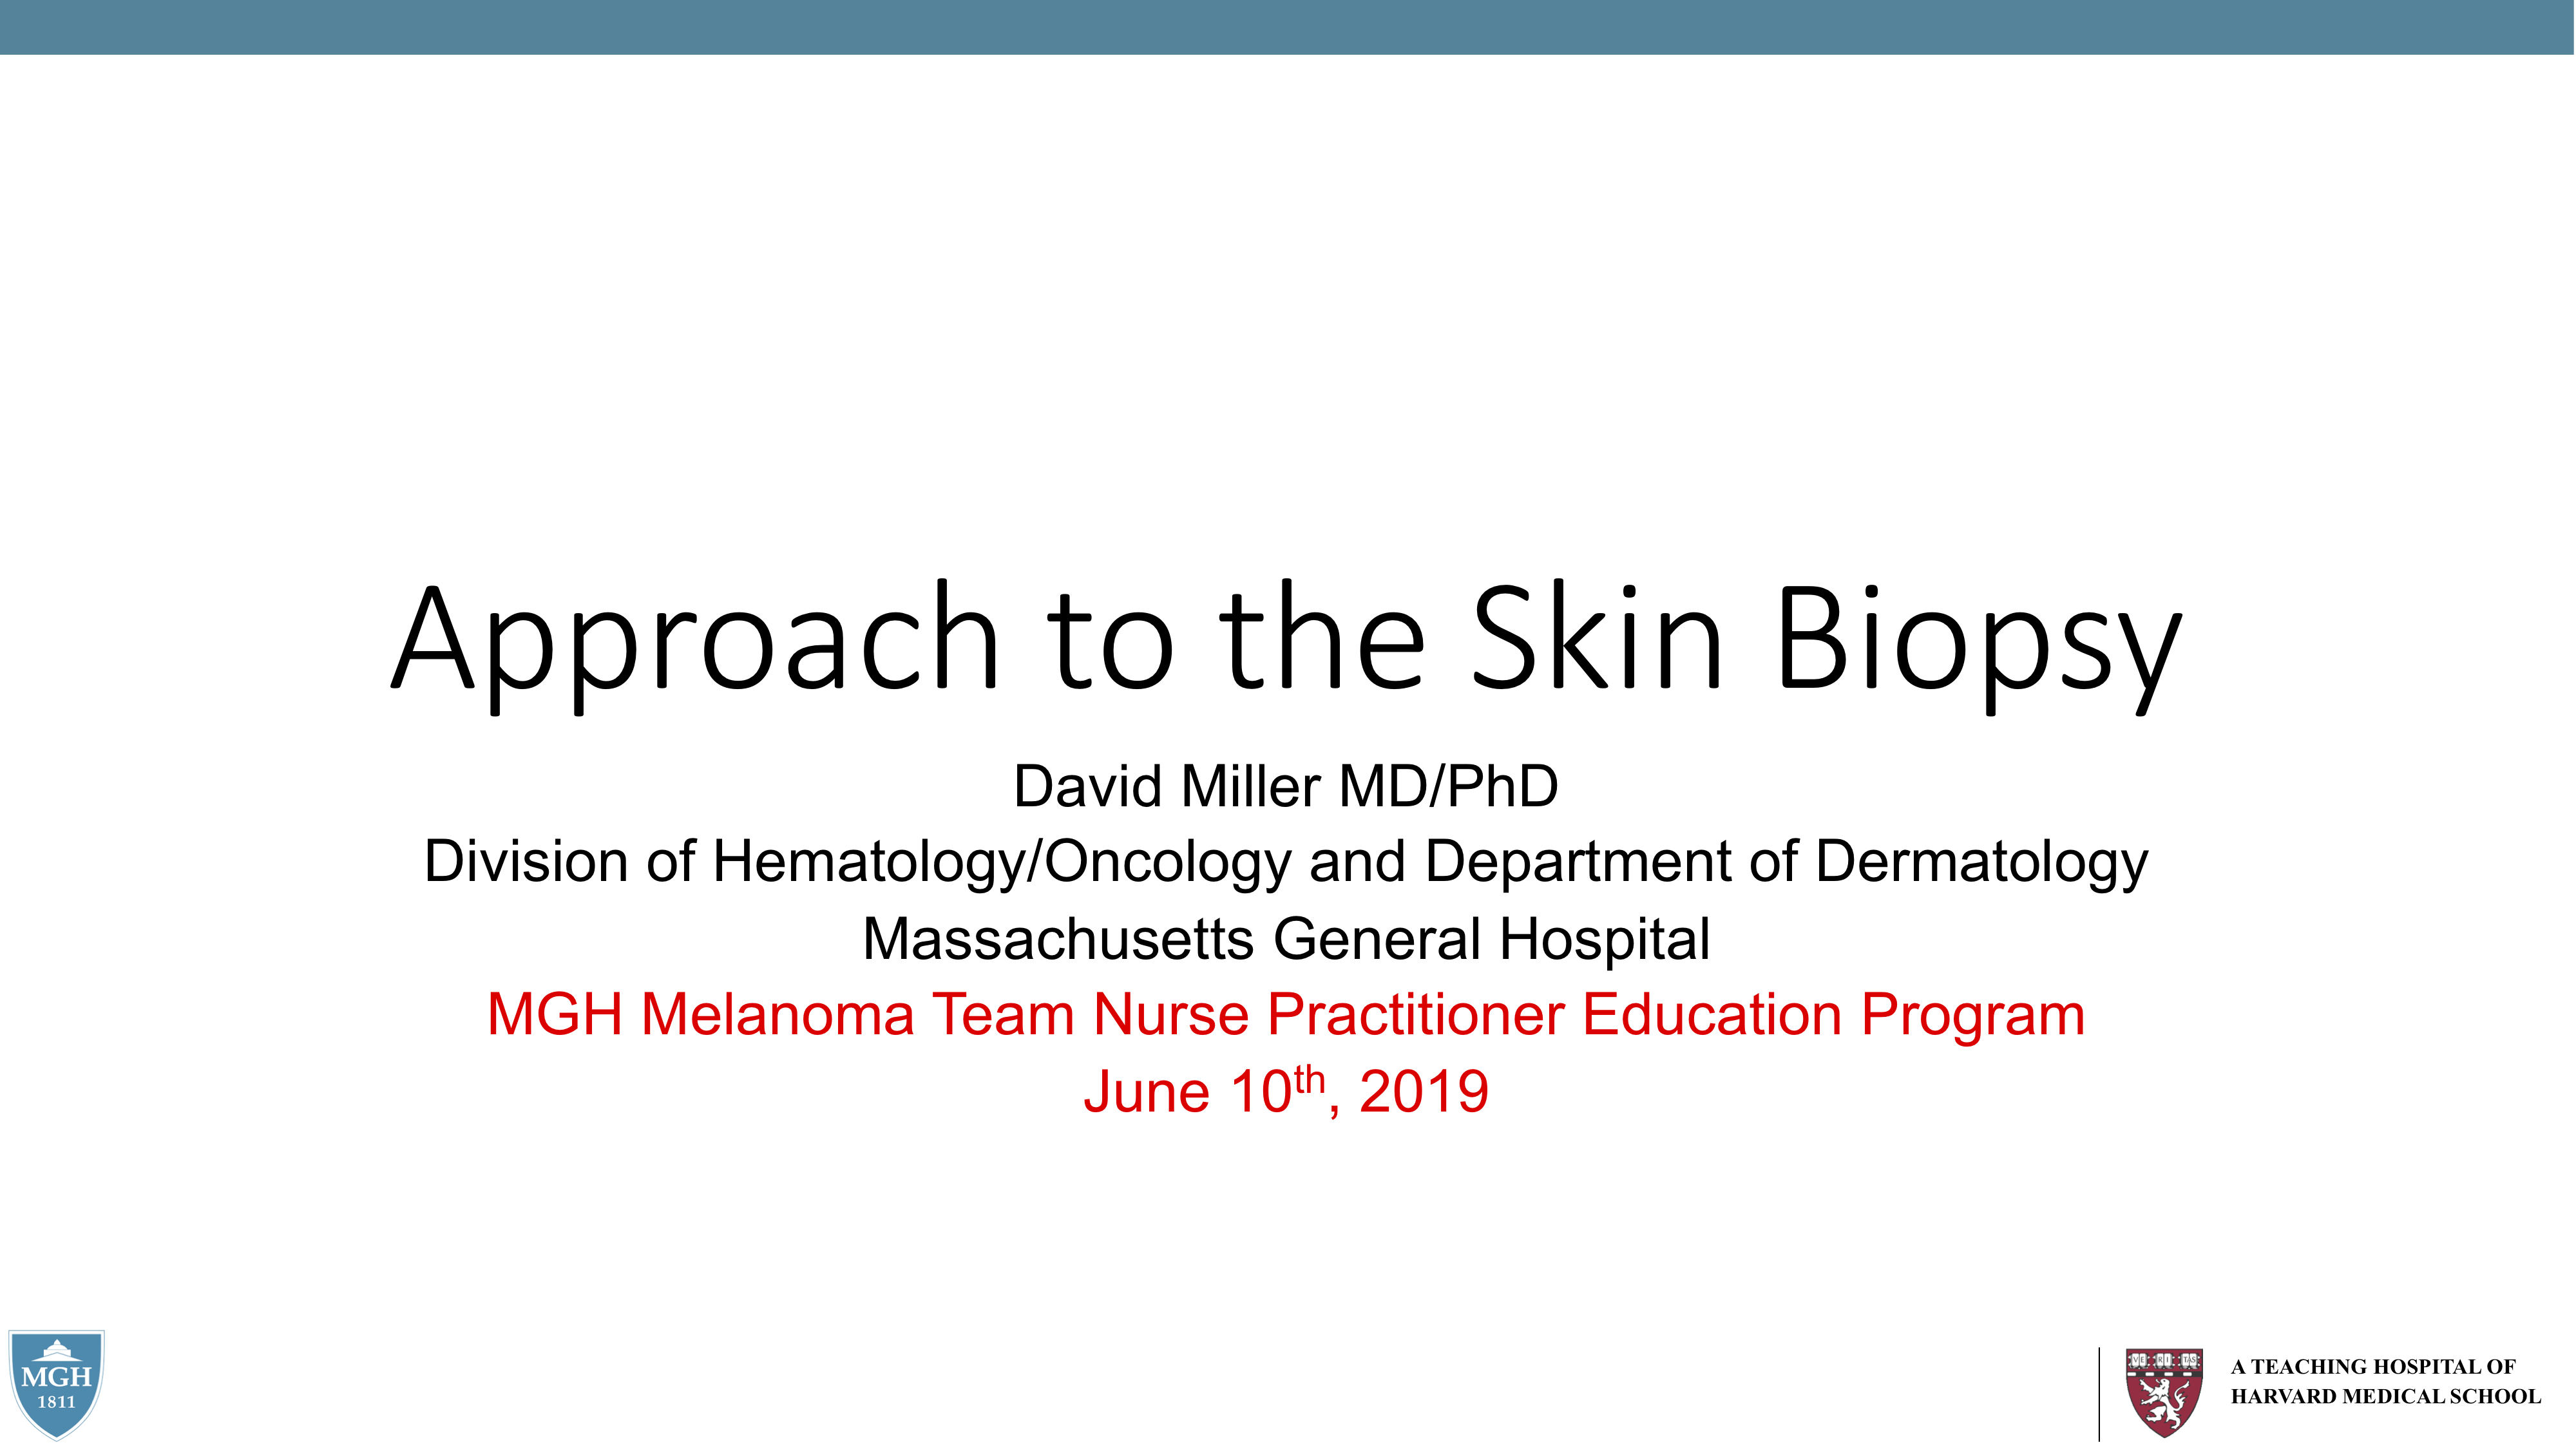 Approach to the Skin Biopsy
David Miller MD/PhD
Division of Hematology/Oncology and Department of Dermatology
Massachusetts General Hospital
MGH Melanoma Team Nurse Practitioner Education Program
June 10th, 2019
MGH
1811
VE RI TAS
A TEACHING HOSPITAL OF
HARVARD MEDICAL SCHOOL